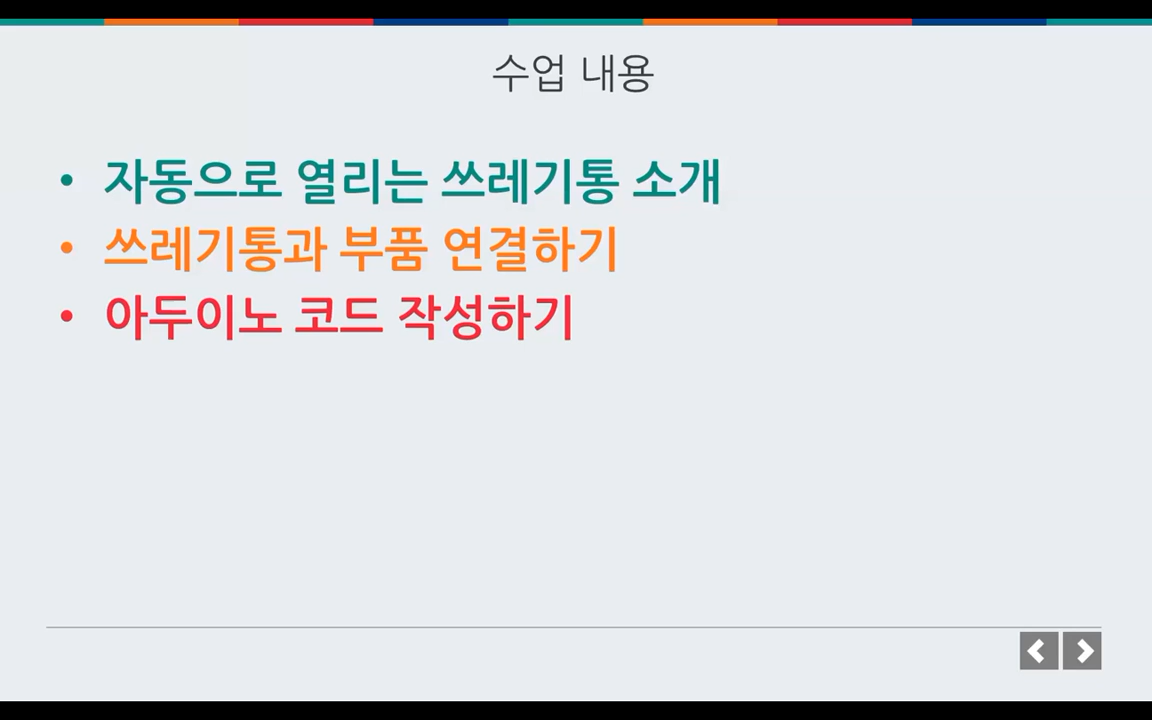 수업 내용
• 자동으로 열리는 쓰레기통 소개
• 쓰레기통과 부품 연결하기
• 아두이노 코드 작성하기